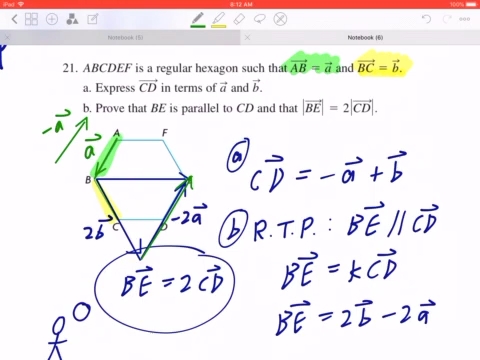 iPad
8:12 AM
100%
Notebook (5)
Notebook (6)
21. ABCDEF is a regular hexagon such that AB⃗ = a⃗ and BC⃗ = b⃗.
a. Express CD⃗ in terms of a⃗ and b⃗.
b. Prove that BE is parallel to CD and that |BE⃗| = 2|CD⃗|.
-a⃗
a⃗
A
F
B
C
D
2b⃗
-2a⃗
BE⃗ = 2CD⃗
ⓐ
CD⃗ = -a⃗ + b⃗
ⓑ R.T.P.: BE⃗ // CD⃗
BE⃗ = kCD⃗
BE⃗ = 2b⃗ - 2a⃗